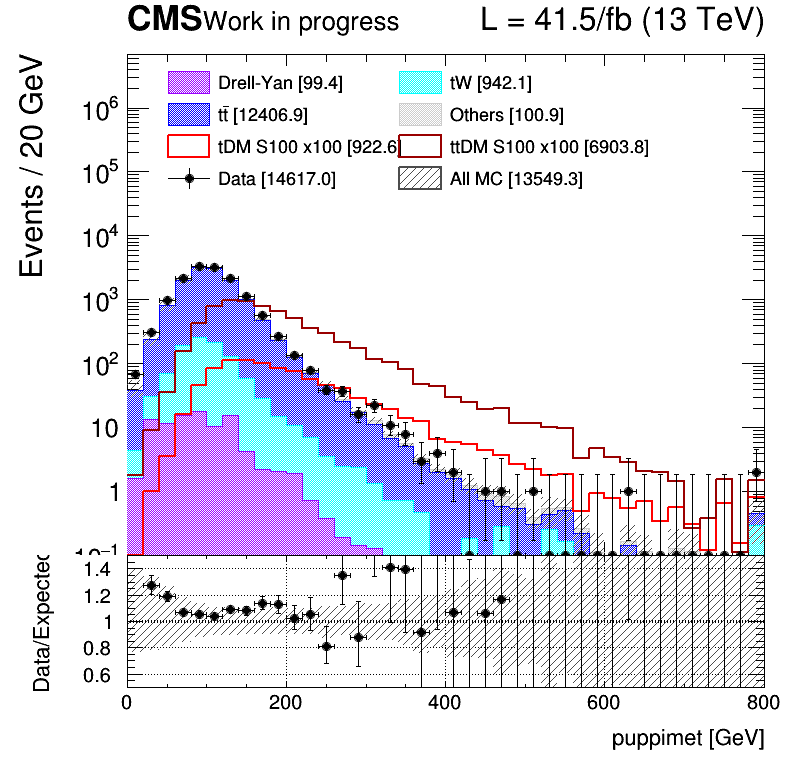 CMS Work in progress L = 41.5/fb (13 TeV)
Events / 20 GeV
Drell-Yan [99.4] tW [942.1]
tt̄ [12406.9] Others [100.9]
tDM S100 x100 [922.6] ttDM S100 x100 [6903.8]
Data [14617.0] All MC [13549.3]
10⁶
10⁵
10⁴
10³
10²
10
1
10⁻¹
Data/Expected
1.4
1.2
1
0.8
0.6
0 200 400 600 800
puppimet [GeV]